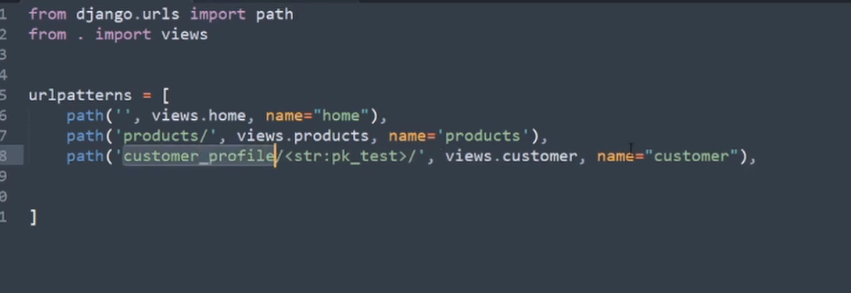 1 from django.urls import path
2 from . import views
3
4
5 urlpatterns = [
6 path('', views.home, name="home"),
7 path('products/', views.products, name='products'),
8 path('customer_profile/<str:pk_test>/', views.customer, name="customer"),
9
0
1 ]